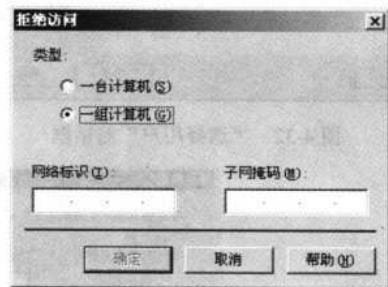 拒绝访问
类型:
一台计算机(S)
一组计算机(G)
网络标识(I): 子网掩码(M):
确定 取消 帮助(H)